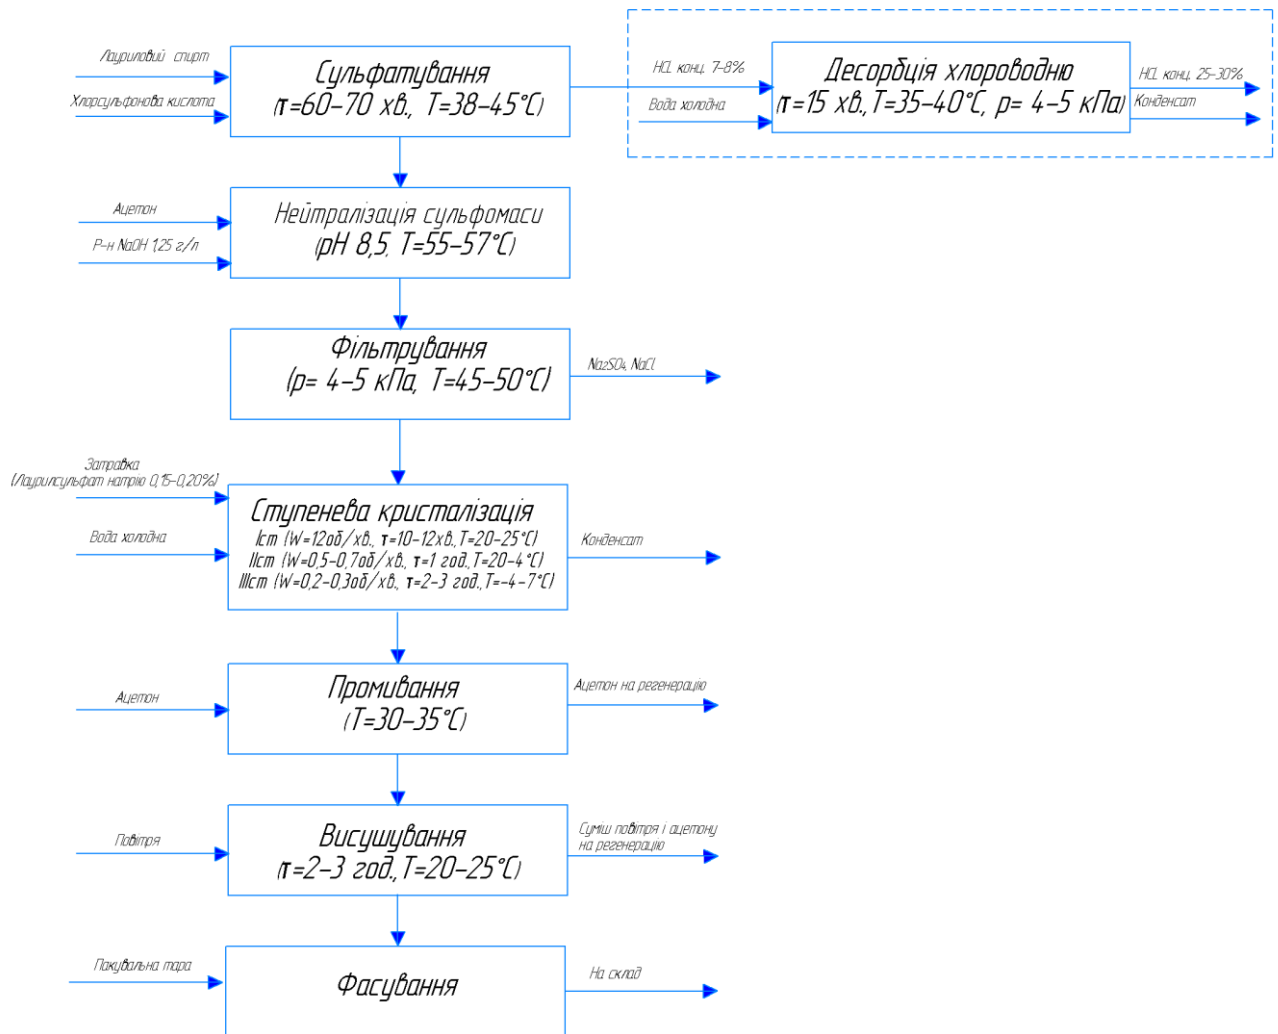 Лауриловий спирт
Хлорсульфонова кислота
Сульфатування
(τ=60-70 хв., T=38-45°C)
HCl. конц. 7-8%
Вода холодна
Десорбція хлороводню
(τ=15 хв., T=35-40°C, p= 4-5 кПа)
HCl. конц. 25-30%
Конденсат
Ацетон
Р-н NaOH 1,25 г/л
Нейтралізація сульфомаси
(pH 8,5, T=55-57°C)
Фільтрування
(p= 4-5 кПа, T=45-50°C)
Na2SO4, NaCl
Затравка
(Лаурилсульфат натрію 0,15-0,20%)
Вода холодна
Ступенева кристалізація
Iст (W=12об/хв., τ=10-12хв., T=20-25°C)
IIст (W=0,5-0,7об/хв., τ=1 год., T=20-4°C)
IIIст (W=0,2-0,3об/хв., τ=2-3 год., T=-4-7°C)
Конденсат
Ацетон
Промивання
(T=30-35°C)
Ацетон на регенерацію
Повітря
Висушування
(τ=2-3 год., T=20-25°C)
Суміш повітря і ацетону
на регенерацію
Пакувальна тара
Фасування
На склад